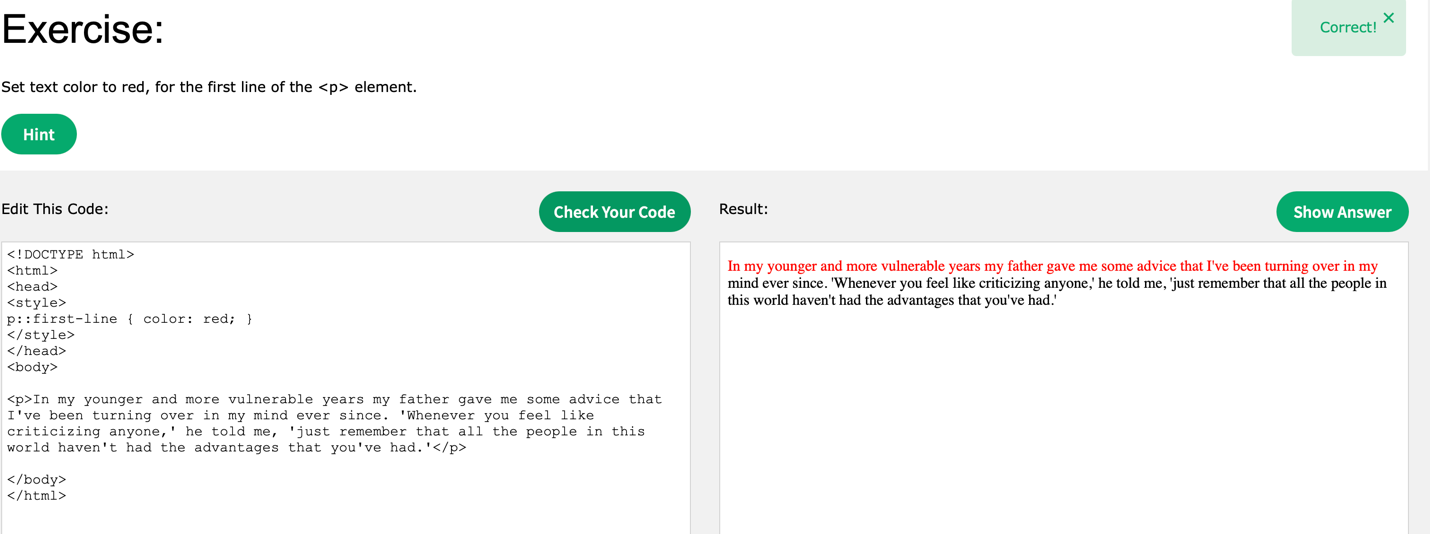 Exercise:
Correct! ×
Set text color to red, for the first line of the <p> element.
Hint
Edit This Code:
Check Your Code
<!DOCTYPE html>
<html>
<head>
<style>
p::first-line { color: red; }
</style>
</head>
<body>
<p>In my younger and more vulnerable years my father gave me some advice that
I've been turning over in my mind ever since. 'Whenever you feel like
criticizing anyone,' he told me, 'just remember that all the people in this
world haven't had the advantages that you've had.'</p>
</body>
</html>
Result:
Show Answer
In my younger and more vulnerable years my father gave me some advice that I've been turning over in my
mind ever since. 'Whenever you feel like criticizing anyone,' he told me, 'just remember that all the people in
this world haven't had the advantages that you've had.'